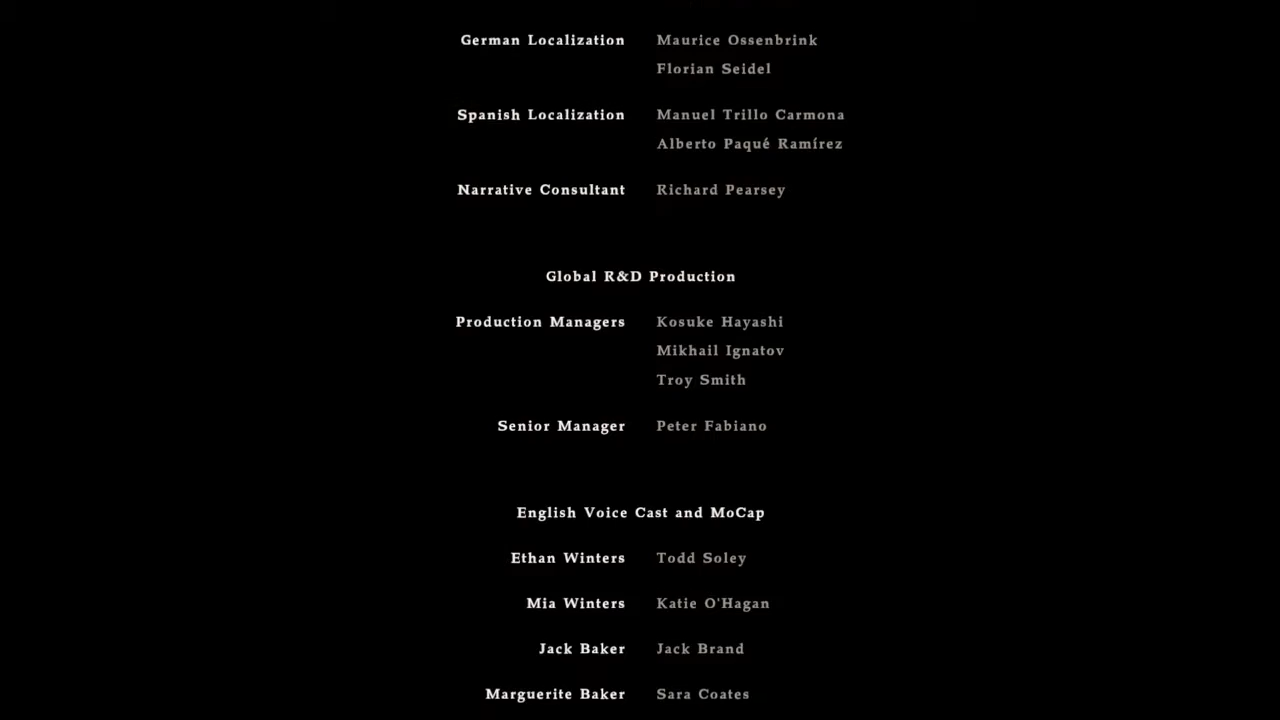 German Localization Maurice Ossenbrink
Florian Seidel
Spanish Localization Manuel Trillo Carmona
Alberto Paqué Ramírez
Narrative Consultant Richard Pearsey
Global R&D Production
Production Managers Kosuke Hayashi
Mikhail Ignatov
Troy Smith
Senior Manager Peter Fabiano
English Voice Cast and MoCap
Ethan Winters Todd Soley
Mia Winters Katie O'Hagan
Jack Baker Jack Brand
Marguerite Baker Sara Coates